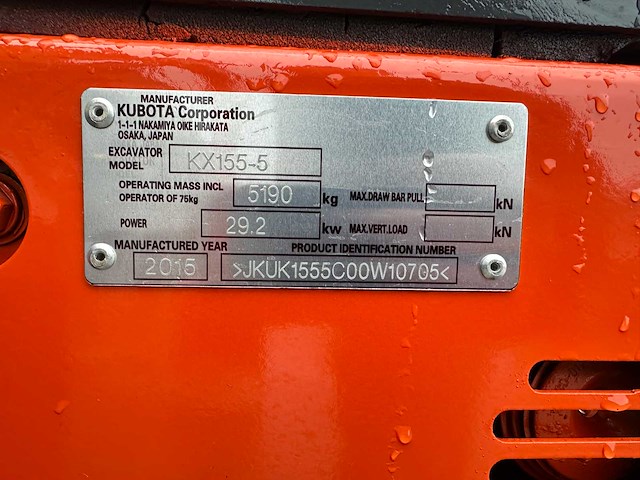 MANUFACTURER
KUBOTA Corporation
1-1-1 NAKAMIYA OIKE HIRAKATA
OSAKA, JAPAN
EXCAVATOR MODEL KX155-5
OPERATING MASS INCL OPERATOR OF 75kg 5190 kg MAX.DRAW BAR PULL kN
POWER 29.2 kw MAX.VERT.LOAD kN
MANUFACTURED YEAR PRODUCT IDENTIFICATION NUMBER
2015 >JKUK1555C00W10705<